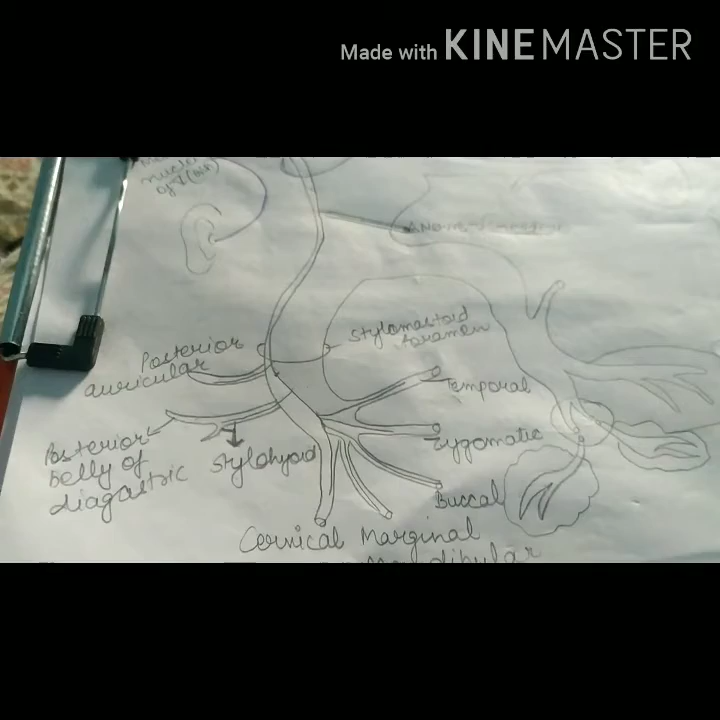 Made with KINEMASTER
Stylomastoid
foramen
Posterior
auricular
Temporal
Posterior
belly of
diagastric
Stylohyoid
Zygomatic
Buccal
Cervical Marginal
Mandibular